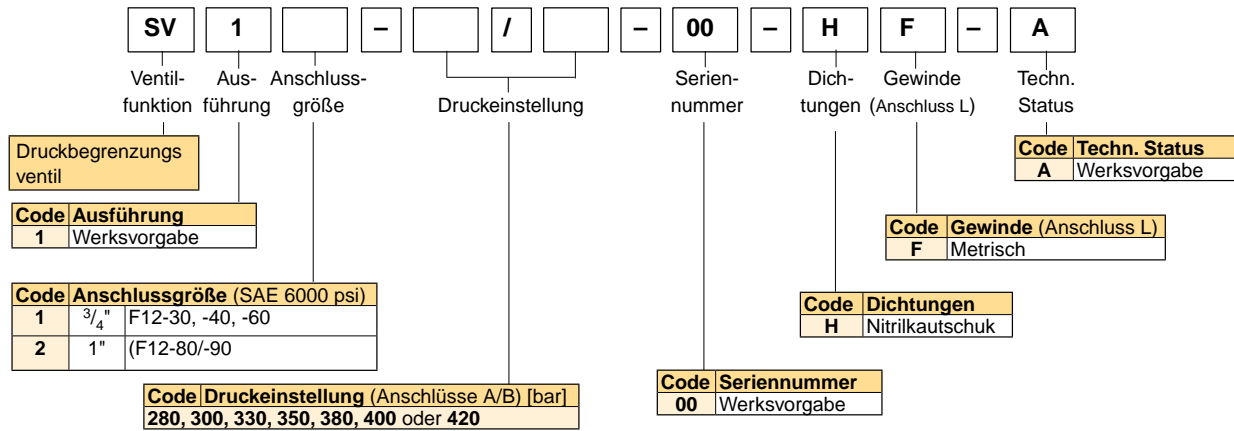 SV 1 – / – 00 – H F – A
Ventil- Aus- Anschluss- Serien- Dich- Gewinde Techn.
funktion führung größe Druckeinstellung nummer tungen (Anschluss L) Status
Druckbegrenzungs
ventil
Code Techn. Status
A Werksvorgabe
Code Ausführung
1 Werksvorgabe
Code Gewinde (Anschluss L)
F Metrisch
Code Anschlussgröße (SAE 6000 psi)
1 3/4" F12-30, -40, -60
2 1" (F12-80/-90
Code Dichtungen
H Nitrilkautschuk
Code Druckeinstellung (Anschlüsse A/B) [bar]
280, 300, 330, 350, 380, 400 oder 420
Code Seriennummer
00 Werksvorgabe